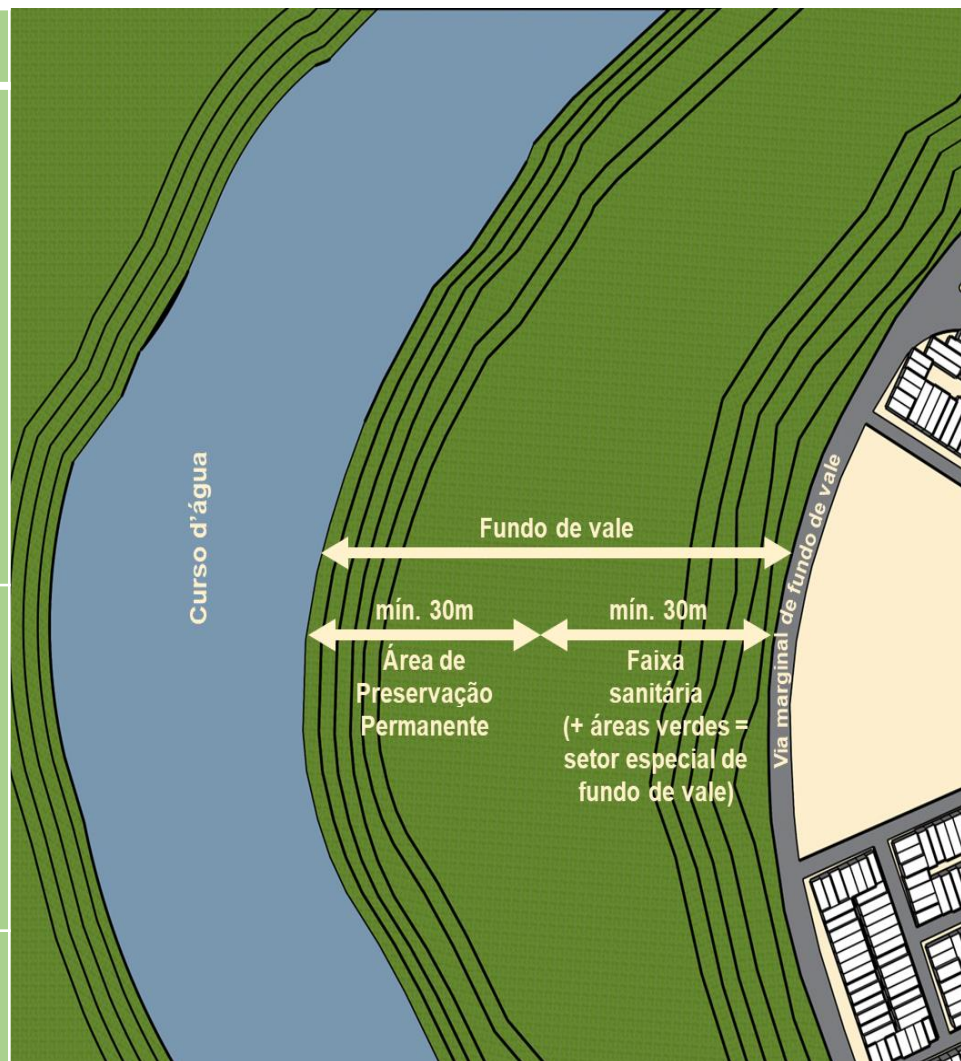 Curso d'água
Fundo de vale
mín. 30m
Área de
Preservação
Permanente
mín. 30m
Faixa
sanitária
(+ áreas verdes =
setor especial de
fundo de vale)
Via marginal de fundo de vale